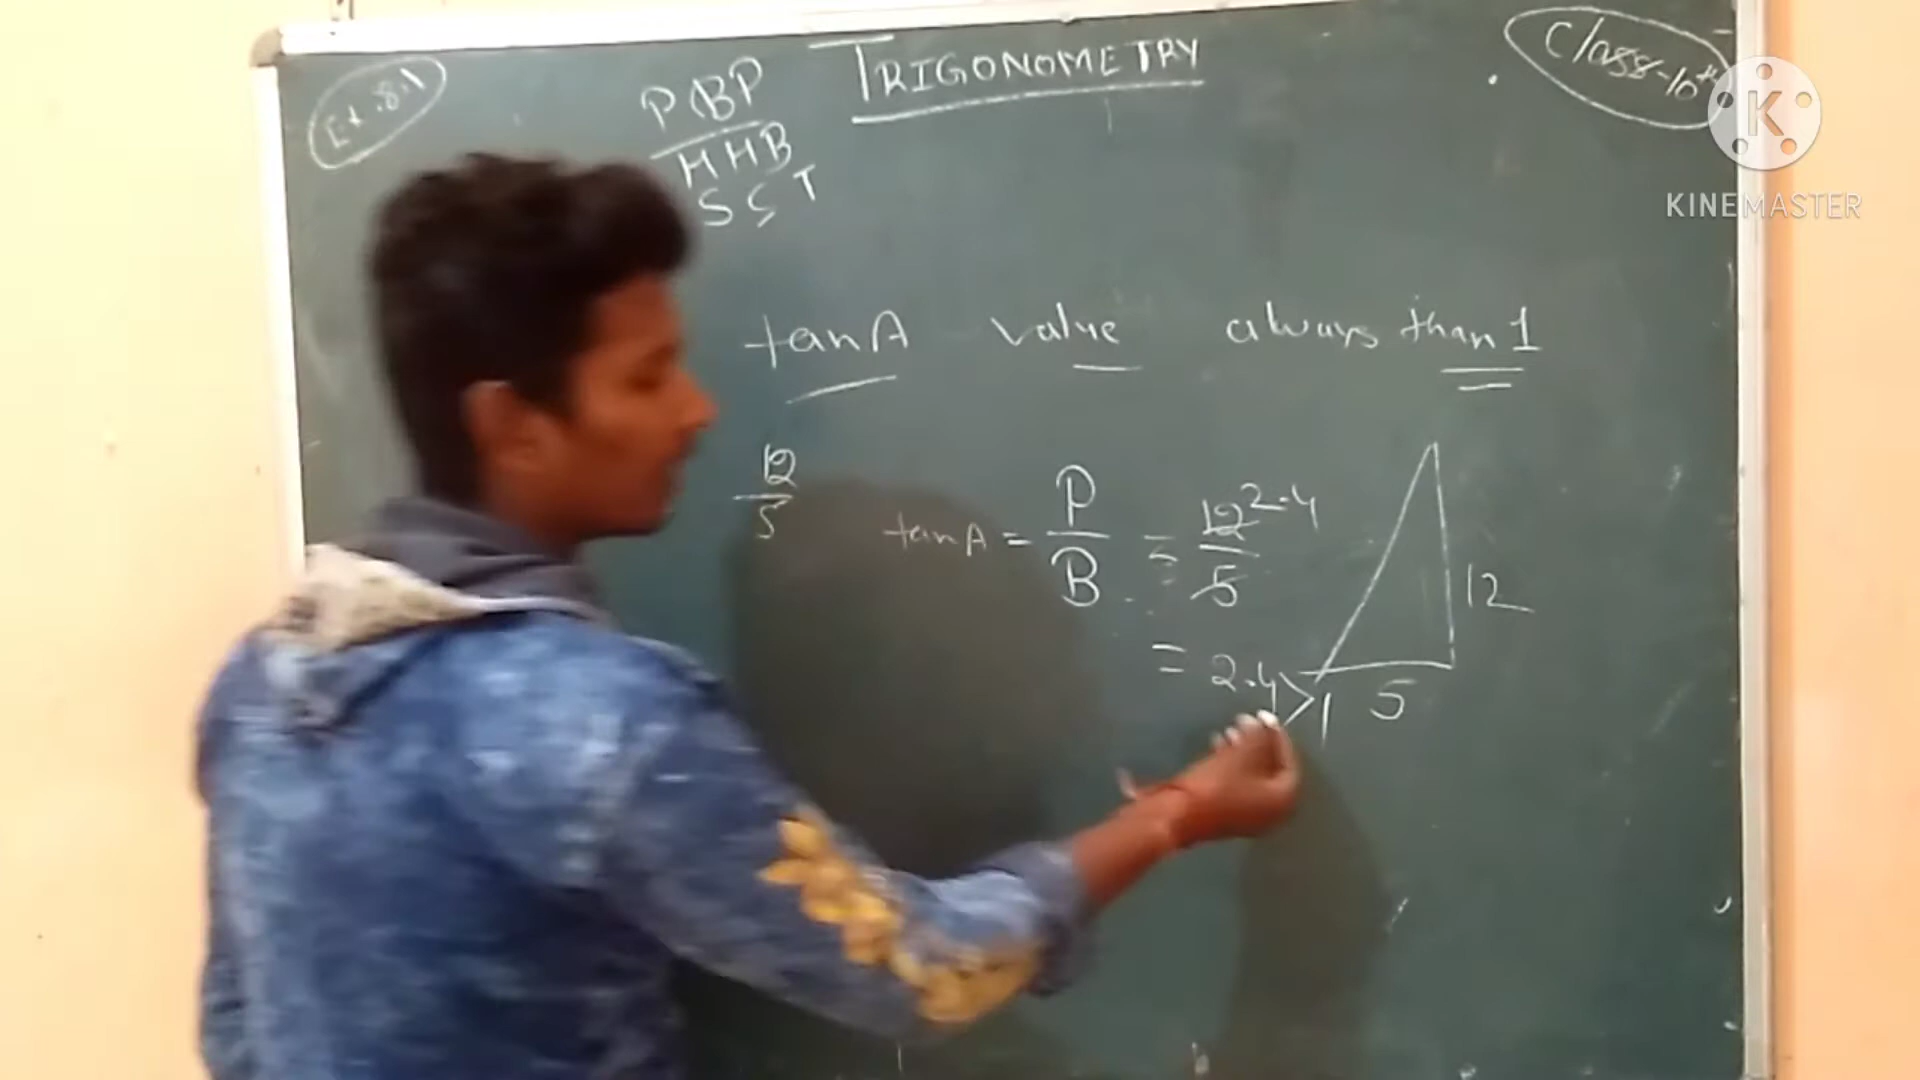 Ex. 8.1
TRIGONOMETRY
Class-10th
PBP
HHB
SCT
KINEMASTER
tanA value always than 1
12
5
tanA = P/B = 12/5 2.4
12
= 2.4 > 1
5